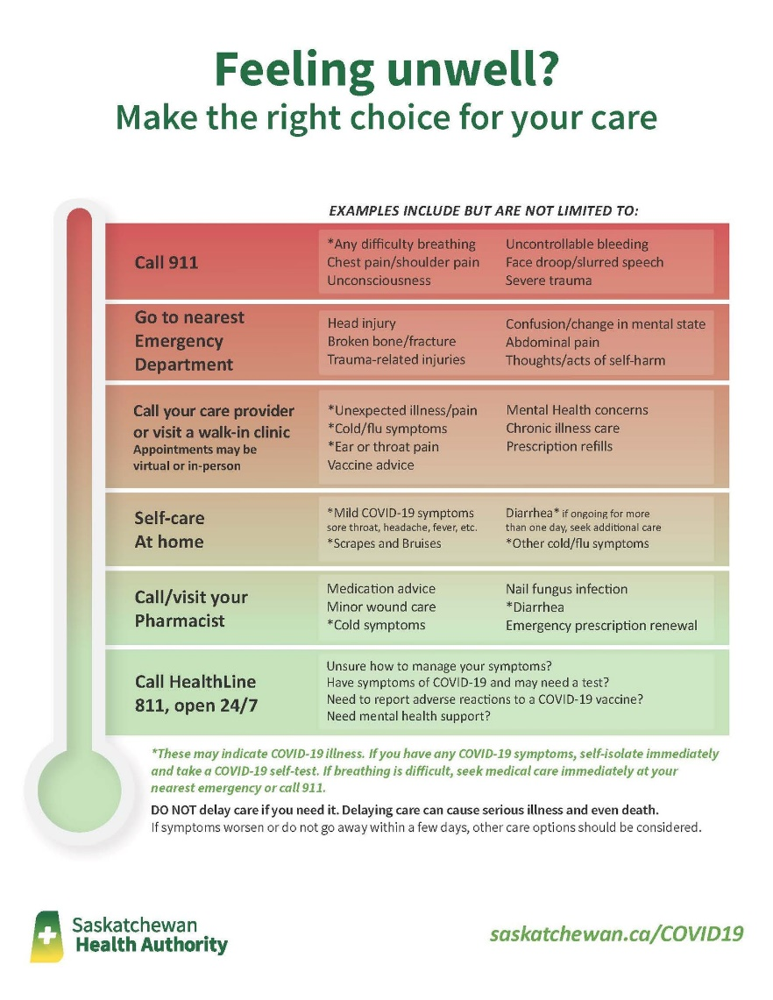 Feeling unwell?
Make the right choice for your care
EXAMPLES INCLUDE BUT ARE NOT LIMITED TO:
Call 911
*Any difficulty breathing
Chest pain/shoulder pain
Unconsciousness
Uncontrollable bleeding
Face droop/slurred speech
Severe trauma
Go to nearest
Emergency
Department
Head injury
Broken bone/fracture
Trauma-related injuries
Confusion/change in mental state
Abdominal pain
Thoughts/acts of self-harm
Call your care provider
or visit a walk-in clinic
Appointments may be
virtual or in-person
*Unexpected illness/pain
*Cold/flu symptoms
*Ear or throat pain
Vaccine advice
Mental Health concerns
Chronic illness care
Prescription refills
Self-care
At home
*Mild COVID-19 symptoms
sore throat, headache, fever, etc.
*Scrapes and Bruises
Diarrhea* if ongoing for more
than one day, seek additional care
*Other cold/flu symptoms
Call/visit your
Pharmacist
Medication advice
Minor wound care
*Cold symptoms
Nail fungus infection
*Diarrhea
Emergency prescription renewal
Call HealthLine
811, open 24/7
Unsure how to manage your symptoms?
Have symptoms of COVID-19 and may need a test?
Need to report adverse reactions to a COVID-19 vaccine?
Need mental health support?
*These may indicate COVID-19 illness. If you have any COVID-19 symptoms, self-isolate immediately
and take a COVID-19 self-test. If breathing is difficult, seek medical care immediately at your
nearest emergency or call 911.
DO NOT delay care if you need it. Delaying care can cause serious illness and even death.
If symptoms worsen or do not go away within a few days, other care options should be considered.
Saskatchewan
Health Authority
saskatchewan.ca/COVID19